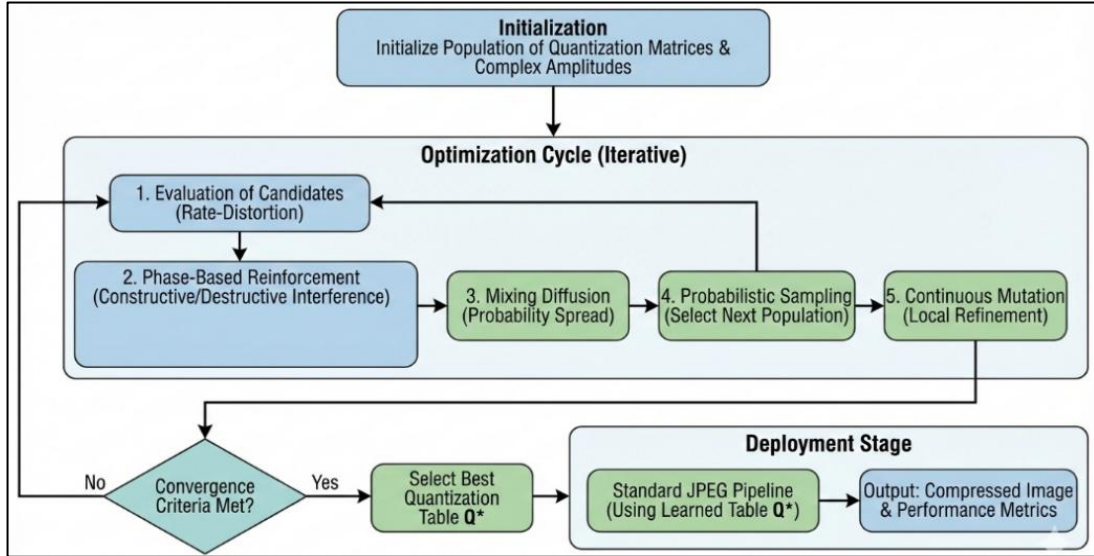 Initialization
Initialize Population of Quantization Matrices &
Complex Amplitudes
Optimization Cycle (Iterative)
1. Evaluation of Candidates
(Rate-Distortion)
2. Phase-Based Reinforcement
(Constructive/Destructive Interference)
3. Mixing Diffusion
(Probability Spread)
4. Probabilistic Sampling
(Select Next Population)
5. Continuous Mutation
(Local Refinement)
No
Convergence
Criteria Met?
Yes
Select Best
Quantization
Table Q*
Deployment Stage
Standard JPEG Pipeline
(Using Learned Table Q*)
Output: Compressed Image
& Performance Metrics